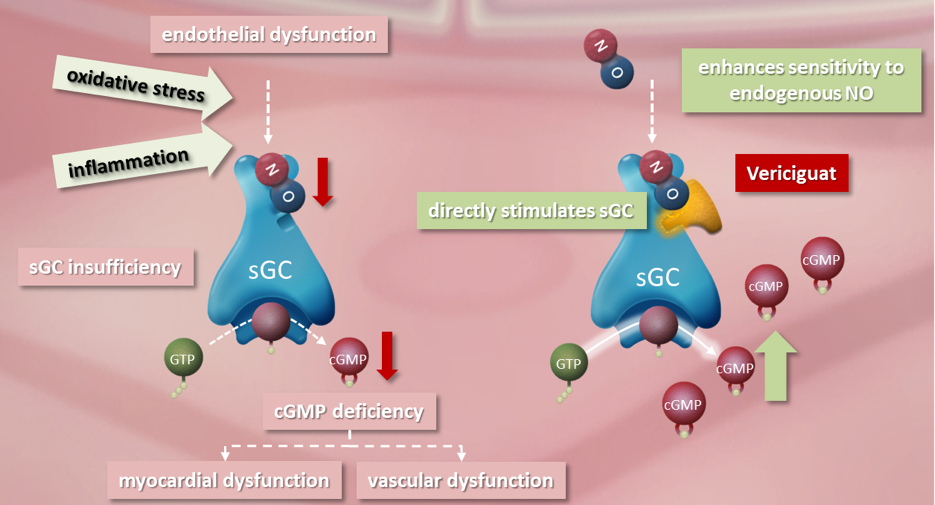 endothelial dysfunction
oxidative stress
inflammation
N
O
sGC insufficiency
sGC
GTP
cGMP
cGMP deficiency
myocardial dysfunction
vascular dysfunction
N
O
enhances sensitivity to
endogenous NO
N
O
Vericiguat
directly stimulates sGC
sGC
cGMP
cGMP
GTP
cGMP
cGMP